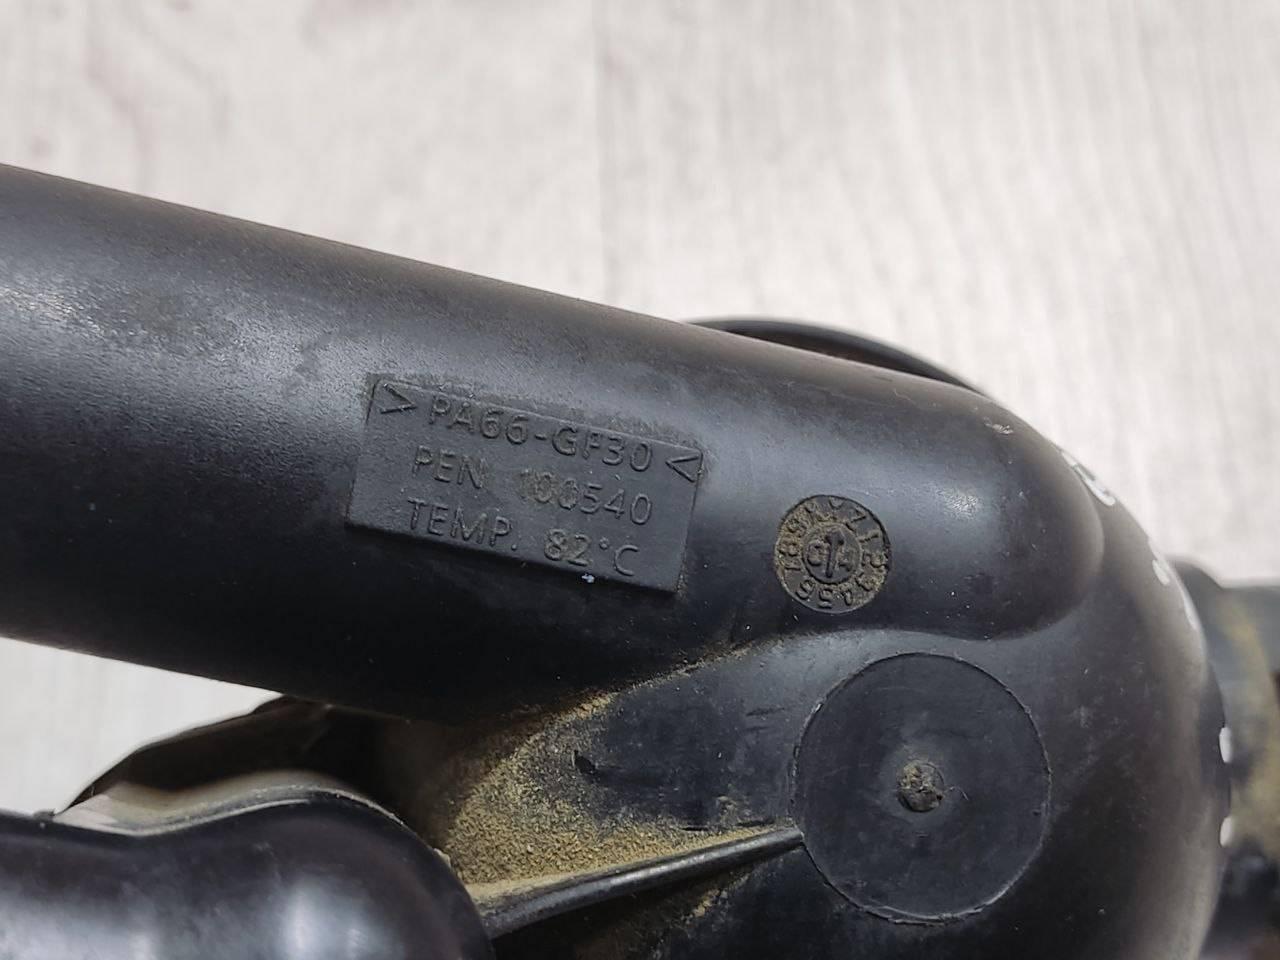 >PA66-GF30<
PEN 100540
TEMP. 82°C